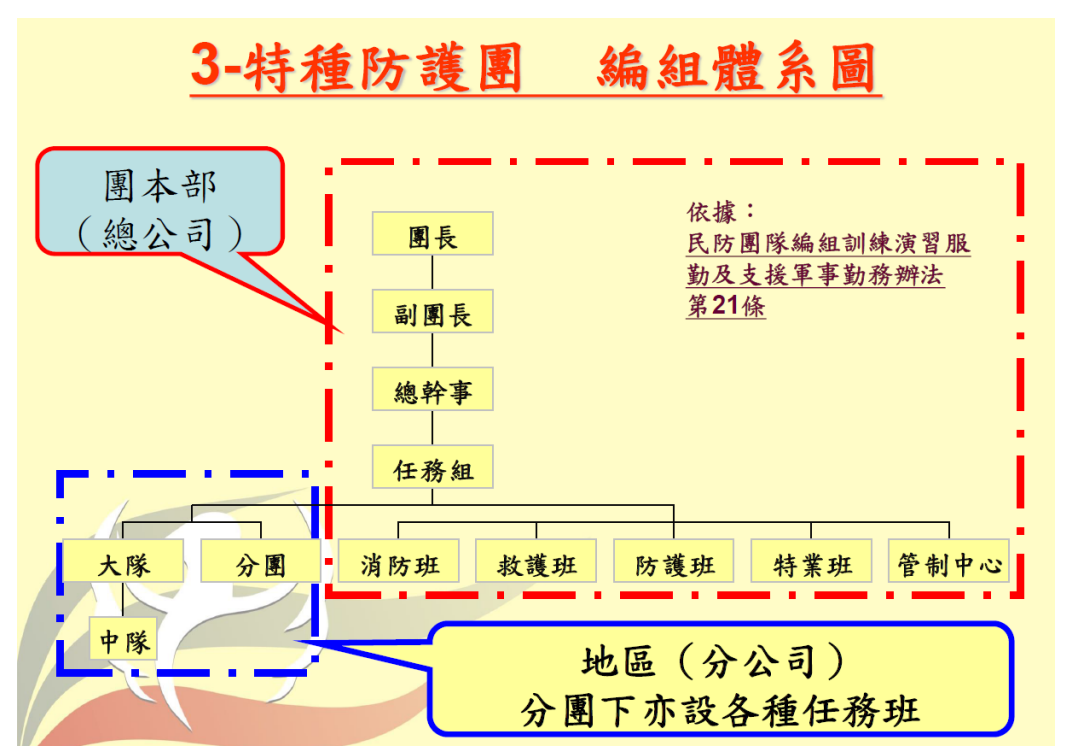 3-特種防護團 編組體系圖
團本部
（總公司）
依據：
民防團隊編組訓練演習服
勤及支援軍事勤務辦法
第21條
團長
副團長
總幹事
任務組
大隊
分團
消防班
救護班
防護班
特業班
管制中心
中隊
地區（分公司）
分團下亦設各種任務班